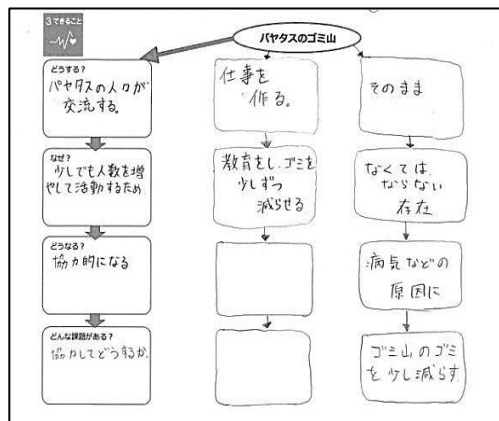 3 できること
パヤタスのゴミ山
どうする?
パヤタスの人口が
交流する。
なぜ?
少しでも人数を増
やして活動するため
どうなる?
協力的になる
どんな課題がある?
協力してどうするか.
仕事を
作る。
教育をし、ゴミを
少しずつ
減らせる
そのまま
なくては
ならない
存在
病気などの
原因に
ゴミ山のゴミ
を少し減らす